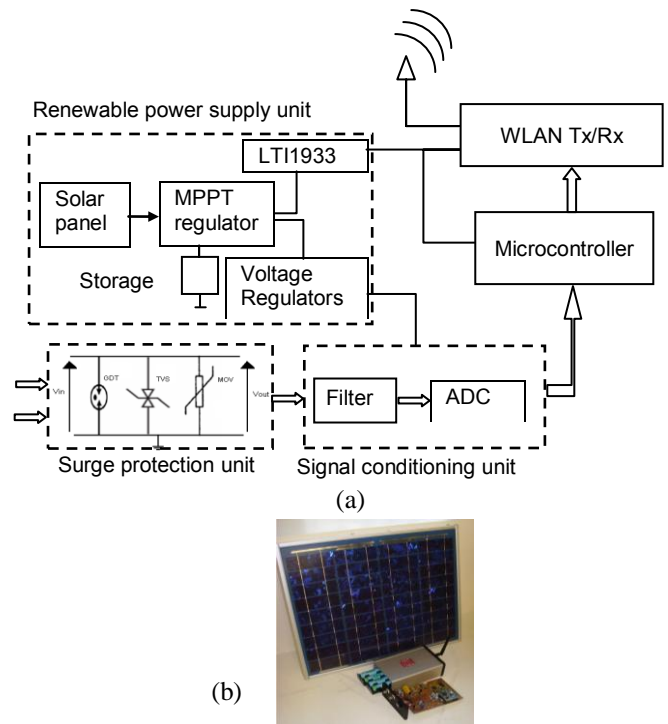 Renewable power supply unit
WLAN Tx/Rx
LTI1933
Solar
panel
MPPT
regulator
Microcontroller
Storage
Voltage
Regulators
GDT
TVS
MOV
Vin
Vout
Filter
ADC
Surge protection unit
Signal conditioning unit
(a)
(b)